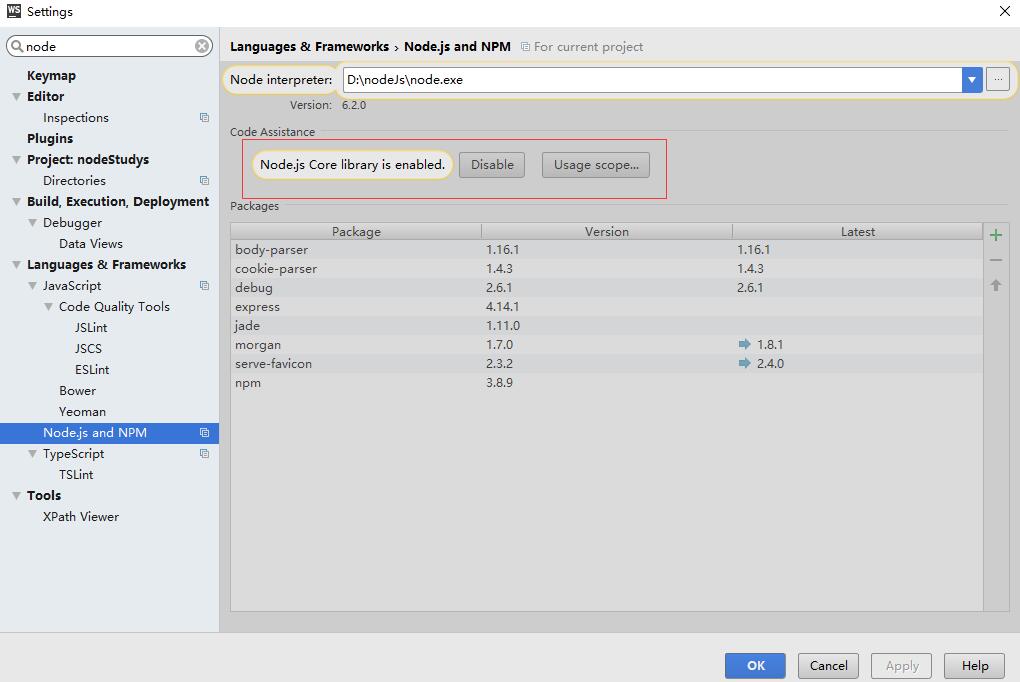 WS Settings
node
Keymap
Editor
Inspections
Plugins
Project: nodeStudys
Directories
Build, Execution, Deployment
Debugger
Data Views
Languages & Frameworks
JavaScript
Code Quality Tools
JSLint
JSCS
ESLint
Bower
Yeoman
Node.js and NPM
TypeScript
TSLint
Tools
XPath Viewer
Languages & Frameworks › Node.js and NPM For current project
Node interpreter: D:\nodeJs\node.exe ...
Version: 6.2.0
Code Assistance
Node.js Core library is enabled. Disable Usage scope...
Packages
Package Version Latest
body-parser 1.16.1 1.16.1
cookie-parser 1.4.3 1.4.3
debug 2.6.1 2.6.1
express 4.14.1
jade 1.11.0
morgan 1.7.0 1.8.1
serve-favicon 2.3.2 2.4.0
npm 3.8.9
OK Cancel Apply Help